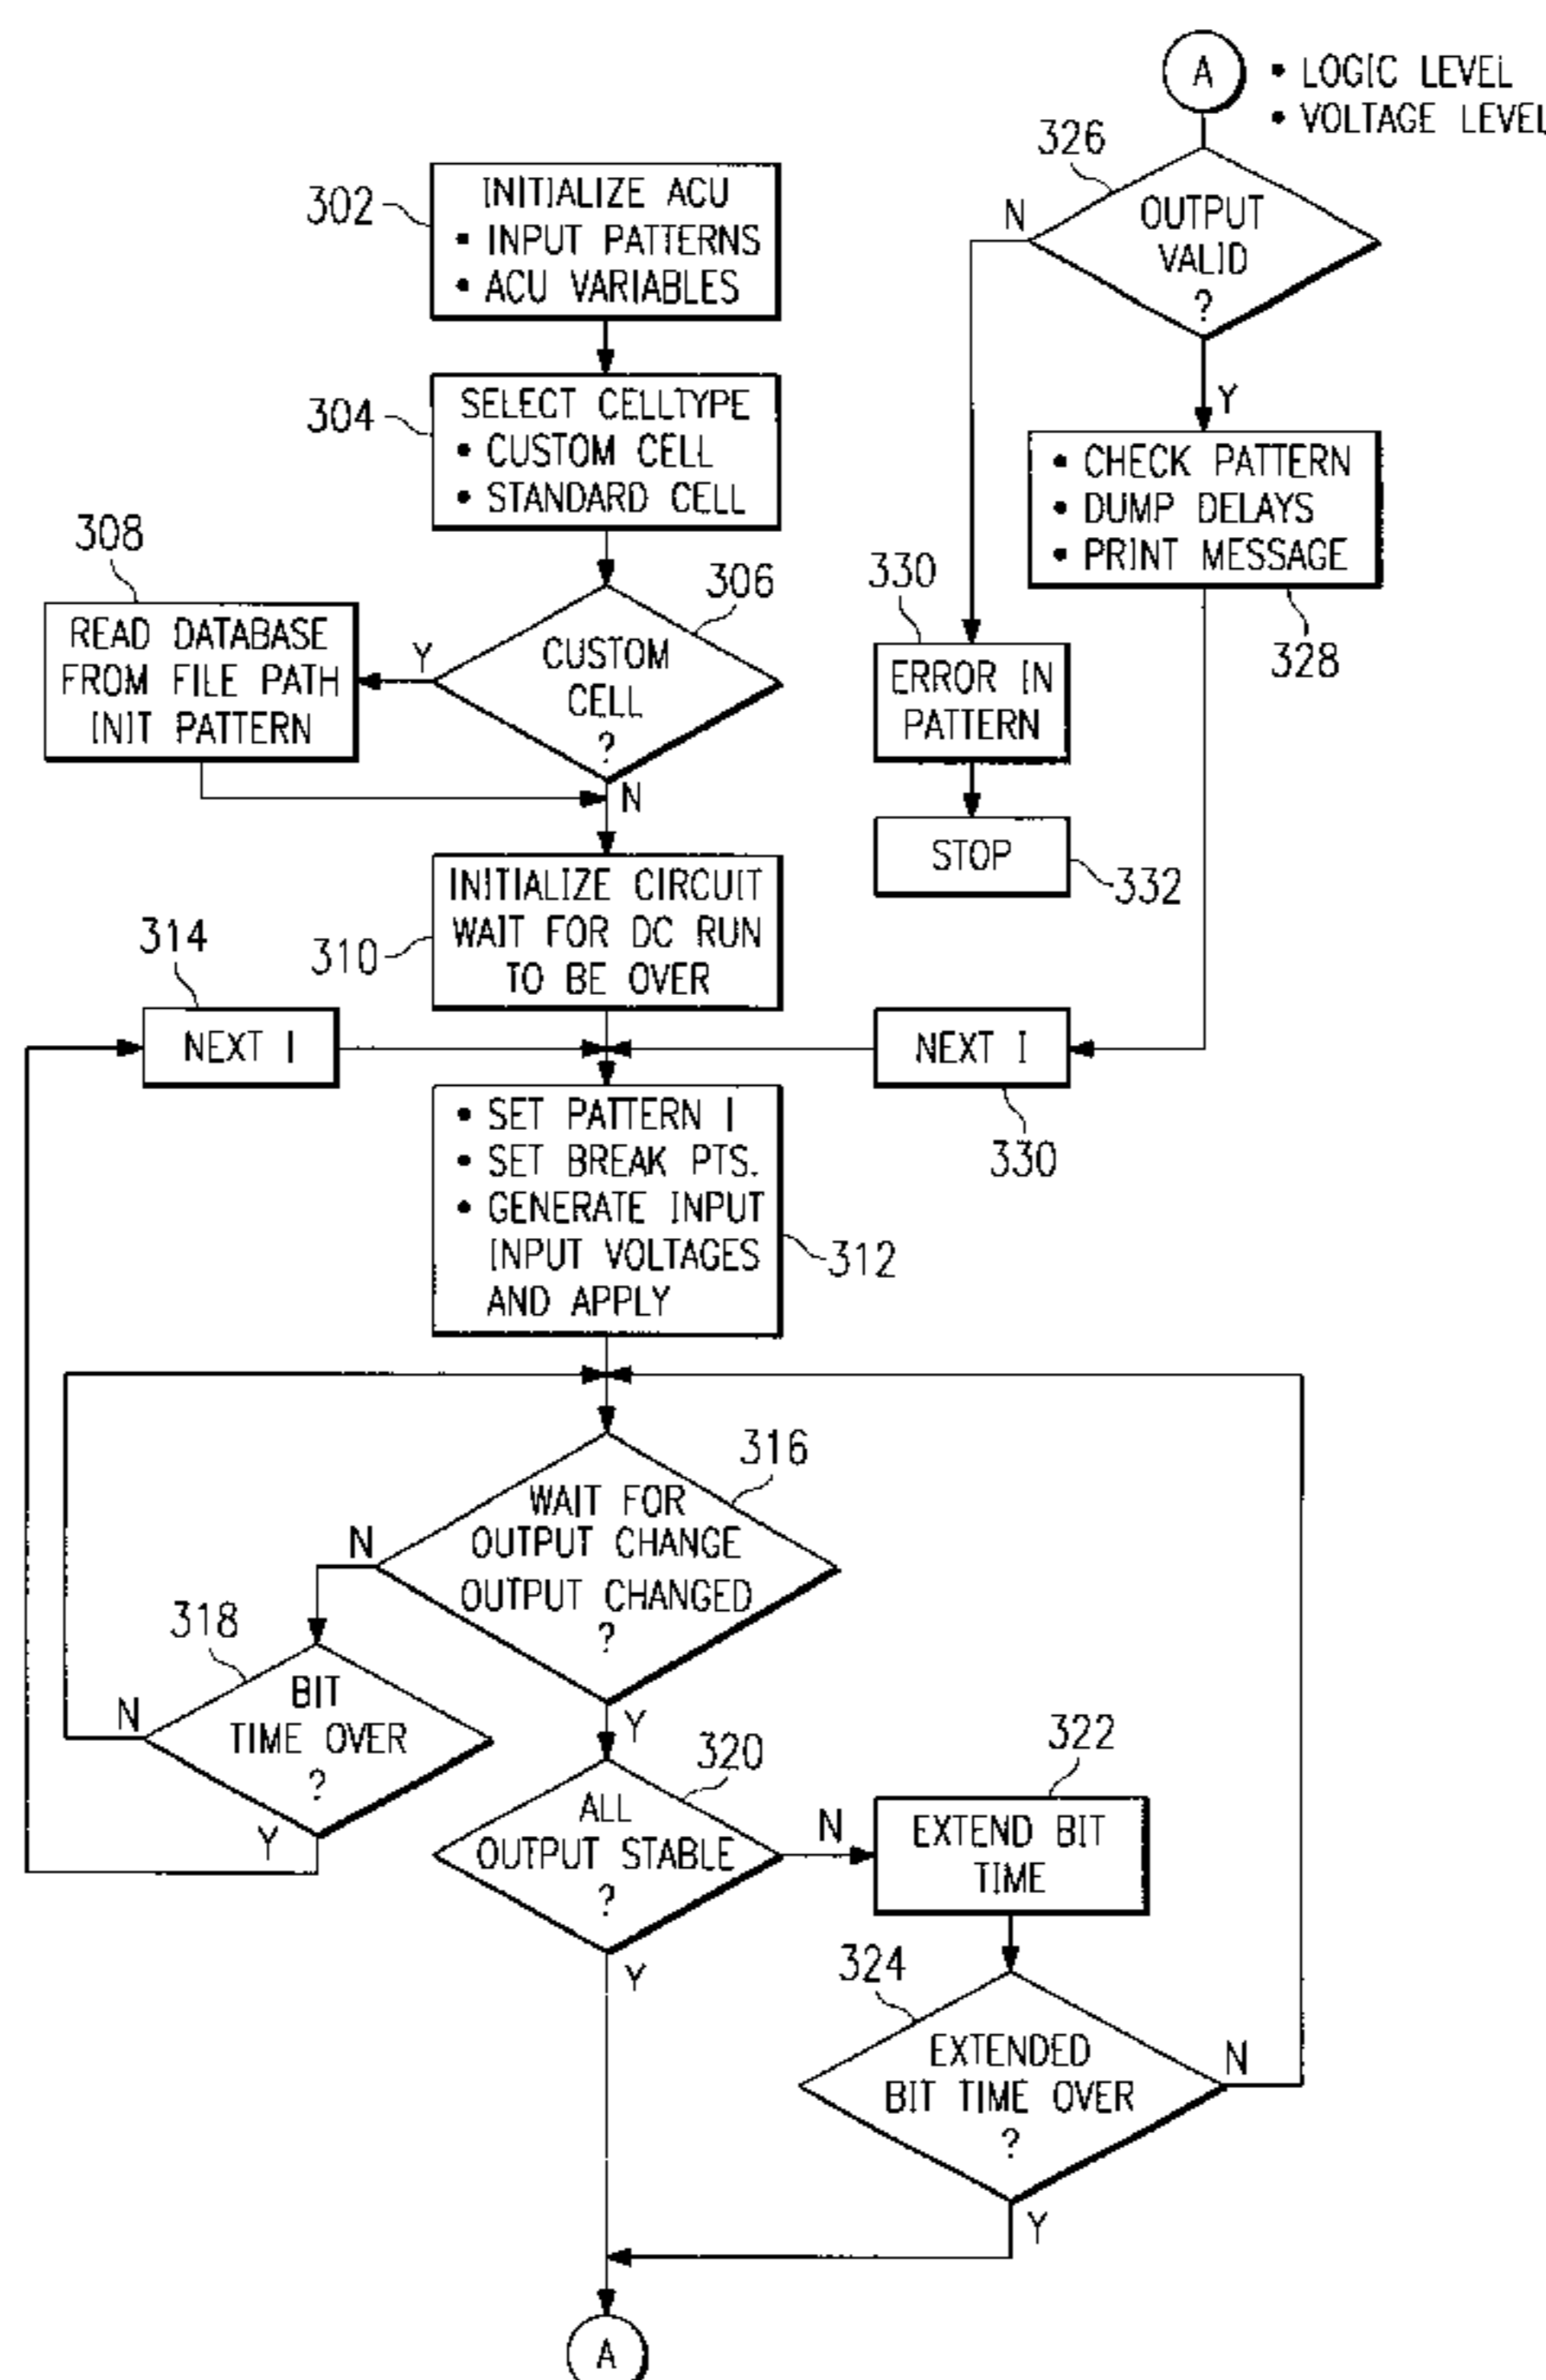 A
• LOGIC LEVEL
• VOLTAGE LEVEL
326
N
OUTPUT
VALID
?
Y
302
INITIALIZE ACU
• INPUT PATTERNS
• ACU VARIABLES
304
SELECT CELLTYPE
• CUSTOM CELL
• STANDARD CELL
• CHECK PATTERN
• DUMP DELAYS
• PRINT MESSAGE
328
308
READ DATABASE
FROM FILE PATH
INIT PATTERN
Y
306
CUSTOM
CELL
?
N
330
ERROR IN
PATTERN
STOP
332
310
INITIALIZE CIRCUIT
WAIT FOR DC RUN
TO BE OVER
314
NEXT I
NEXT I
330
• SET PATTERN I
• SET BREAK PTS.
• GENERATE INPUT
INPUT VOLTAGES
AND APPLY
312
316
WAIT FOR
OUTPUT CHANGE
OUTPUT CHANGED
?
N
Y
318
BIT
TIME OVER
?
N
Y
320
ALL
OUTPUT STABLE
?
N
Y
322
EXTEND BIT
TIME
324
EXTENDED
BIT TIME OVER
?
N
Y
A